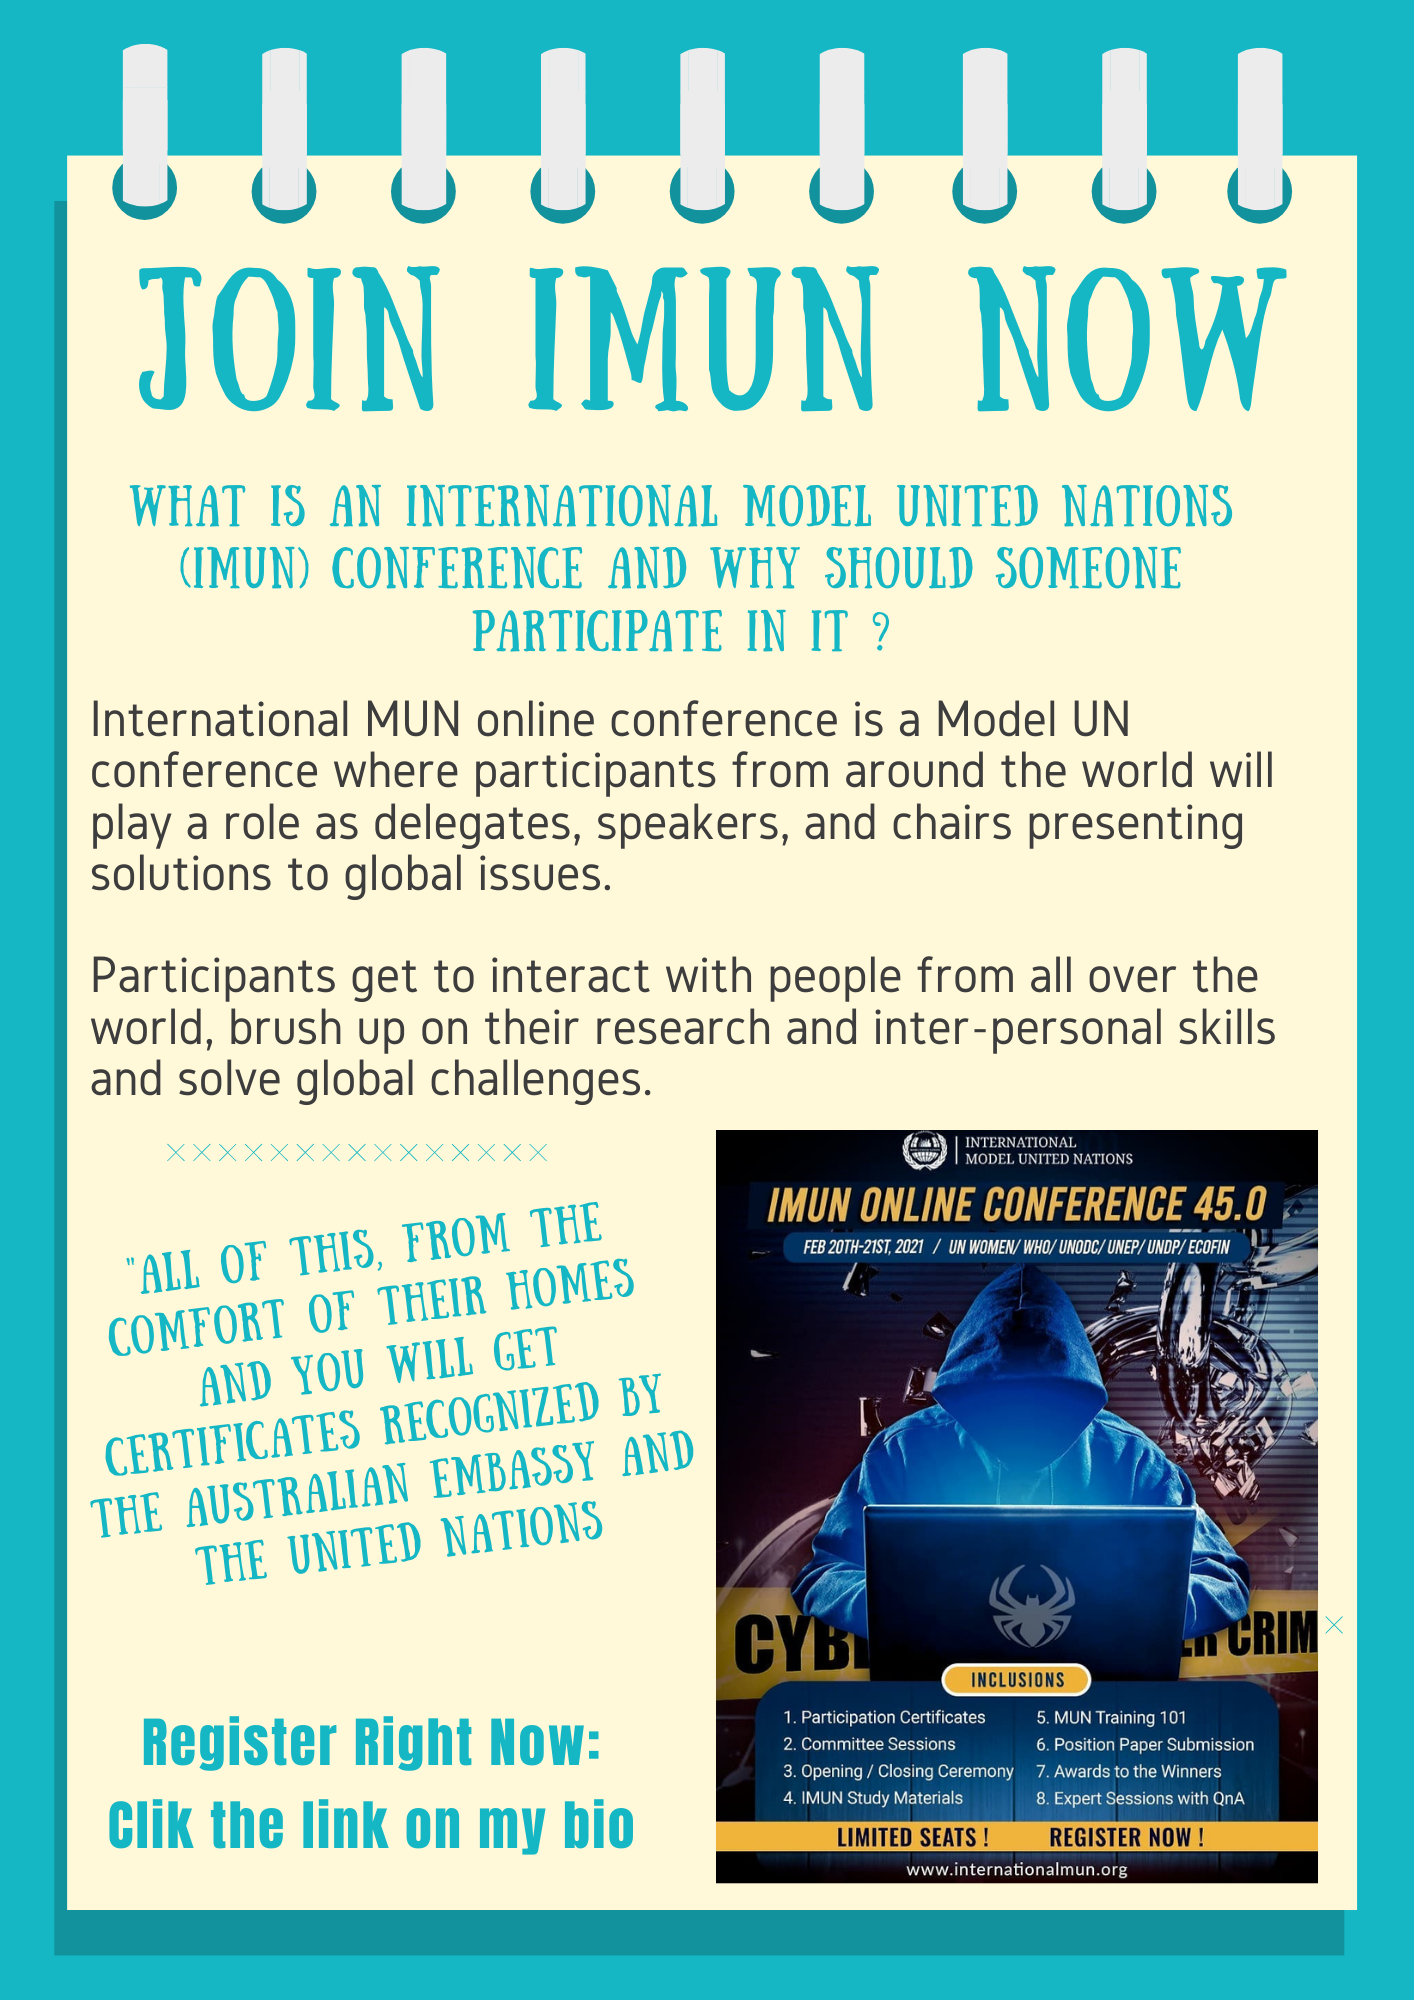 JOIN IMUN NOW
WHAT IS AN INTERNATIONAL MODEL UNITED NATIONS
(IMUN) CONFERENCE AND WHY SHOULD SOMEONE
PARTICIPATE IN IT ?
International MUN online conference is a Model UN
conference where participants from around the world will
play a role as delegates, speakers, and chairs presenting
solutions to global issues.
Participants get to interact with people from all over the
world, brush up on their research and inter-personal skills
and solve global challenges.
"ALL OF THIS, FROM THE
COMFORT OF THEIR HOMES
AND YOU WILL GET
CERTIFICATES RECOGNIZED BY
THE AUSTRALIAN EMBASSY AND
THE UNITED NATIONS
Register Right Now:
Clik the link on my bio
INTERNATIONAL
MODEL UNITED NATIONS
IMUN ONLINE CONFERENCE 45.0
FEB 20TH-21ST, 2021 / UN WOMEN/ WHO/ UNODC/ UNEP/ UNDP/ ECOFIN
CYBE
ER CRIM
INCLUSIONS
1. Participation Certificates
2. Committee Sessions
3. Opening / Closing Ceremony
4. IMUN Study Materials
5. MUN Training 101
6. Position Paper Submission
7. Awards to the Winners
8. Expert Sessions with QnA
LIMITED SEATS ! REGISTER NOW !
www.internationalmun.org